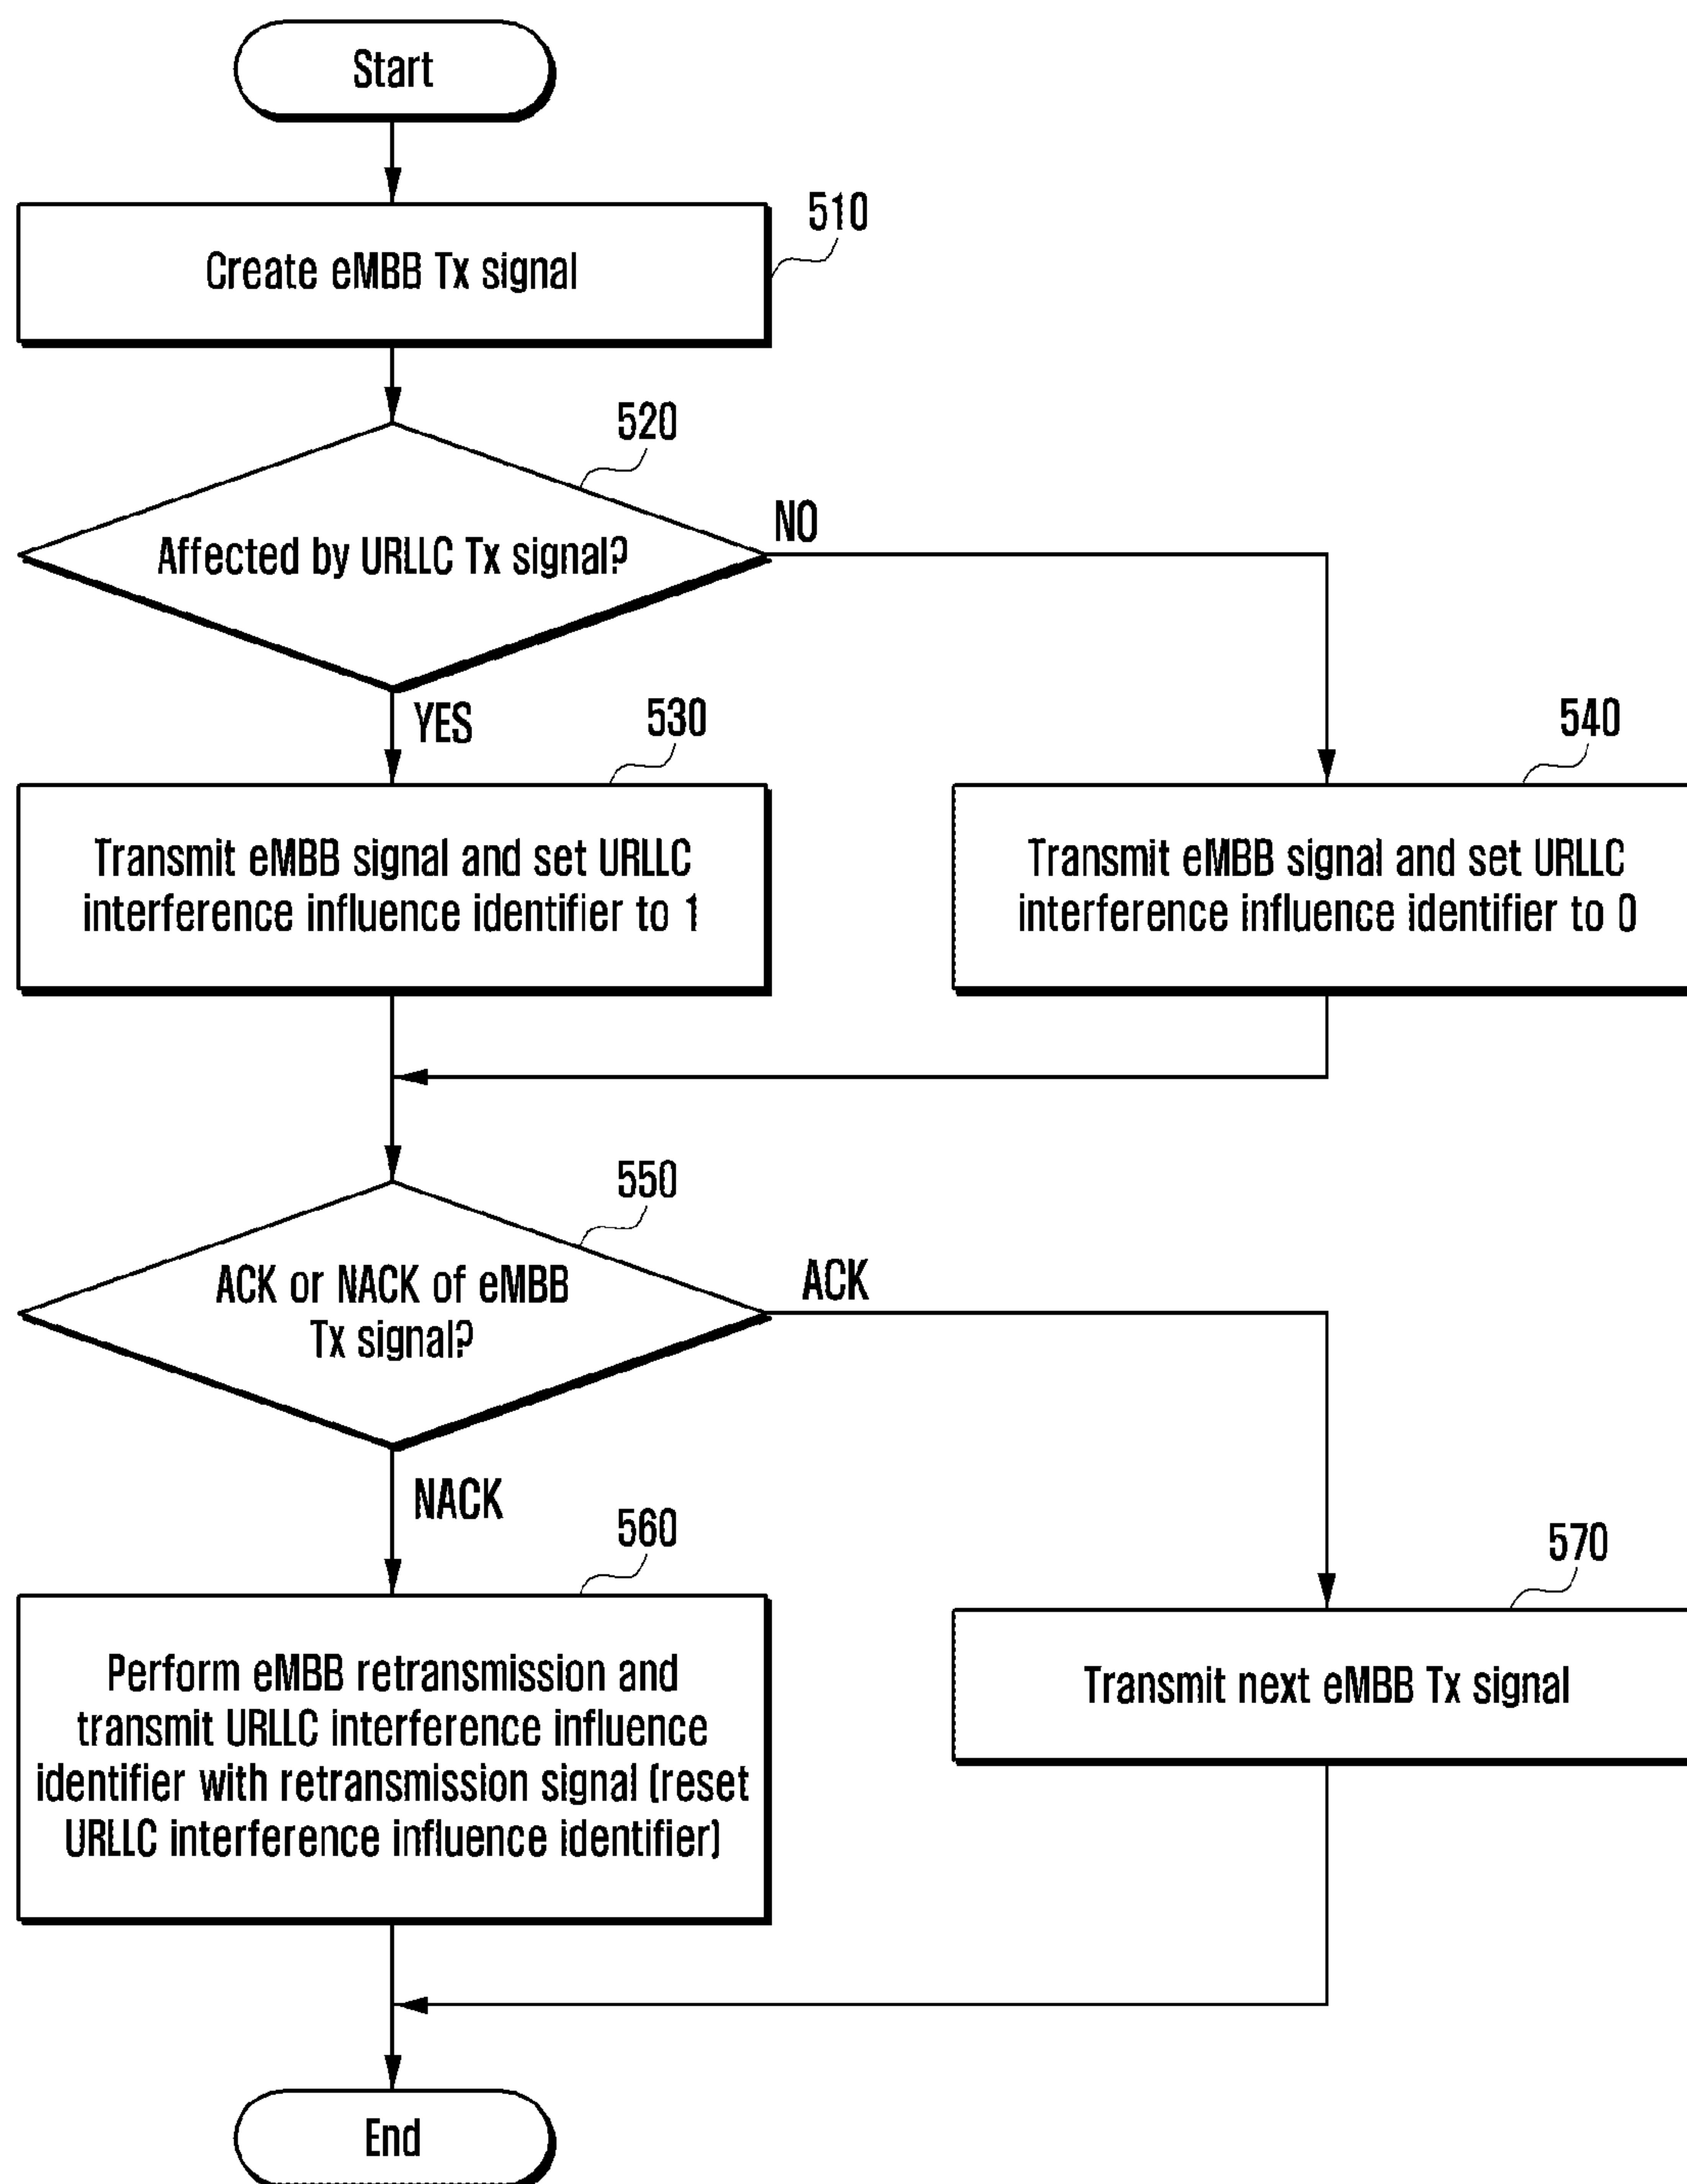 Start
510
Create eMBB Tx signal
520
Affected by URLLC Tx signal?
NO
YES
530
540
Transmit eMBB signal and set URLLC
interference influence identifier to 1
Transmit eMBB signal and set URLLC
interference influence identifier to 0
550
ACK or NACK of eMBB
Tx signal?
ACK
NACK
560
570
Perform eMBB retransmission and
transmit URLLC interference influence
identifier with retransmission signal (reset
URLLC interference influence identifier)
Transmit next eMBB Tx signal
End